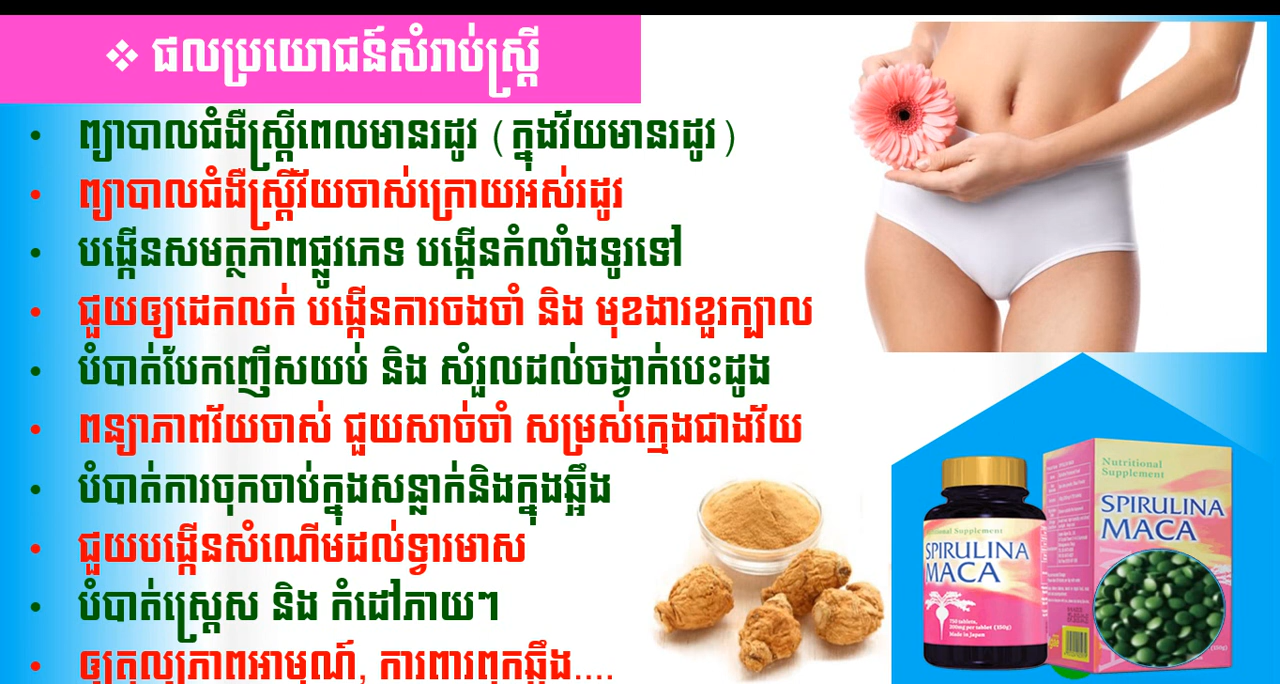 ❖ ផលប្រយោជន៍សំរាប់ស្ត្រី
• ព្យាបាលជំងឺស្ត្រីពេលមានរដូវ (ក្នុងវ័យមានរដូវ)
• ព្យាបាលជំងឺស្ត្រីវ័យចាស់ក្រោយអស់រដូវ
• បង្កើនសមត្ថភាពផ្លូវភេទ បង្កើនកំលាំងទូរទៅ
• ជួយឲ្យដេកលក់ បង្កើនការចងចាំ និង មុខងារខួរក្បាល
• បំបាត់បែកញើសយប់ និង សំរួលដល់ចង្វាក់បេះដូង
• ពន្យាភាពវ័យចាស់ ជួយសាច់ចាំ សម្រស់ក្មេងជាងវ័យ
• បំបាត់ការចុកចាប់ក្នុងសន្លាក់និងក្នុងឆ្អឹង
• ជួយបង្កើនសំណើមដល់ទ្វារមាស
• បំបាត់ស្ត្រេស និង កំដៅភាយៗ
• ឲ្យតុល្យភាពអារម្មណ៍, ការពារពុកឆ្អឹង....
Nutritional
Supplement
SPIRULINA
MACA
Supplement
SPIRULINA
MACA
750 tablets,
200mg per tablet (150g)
Made in Japan